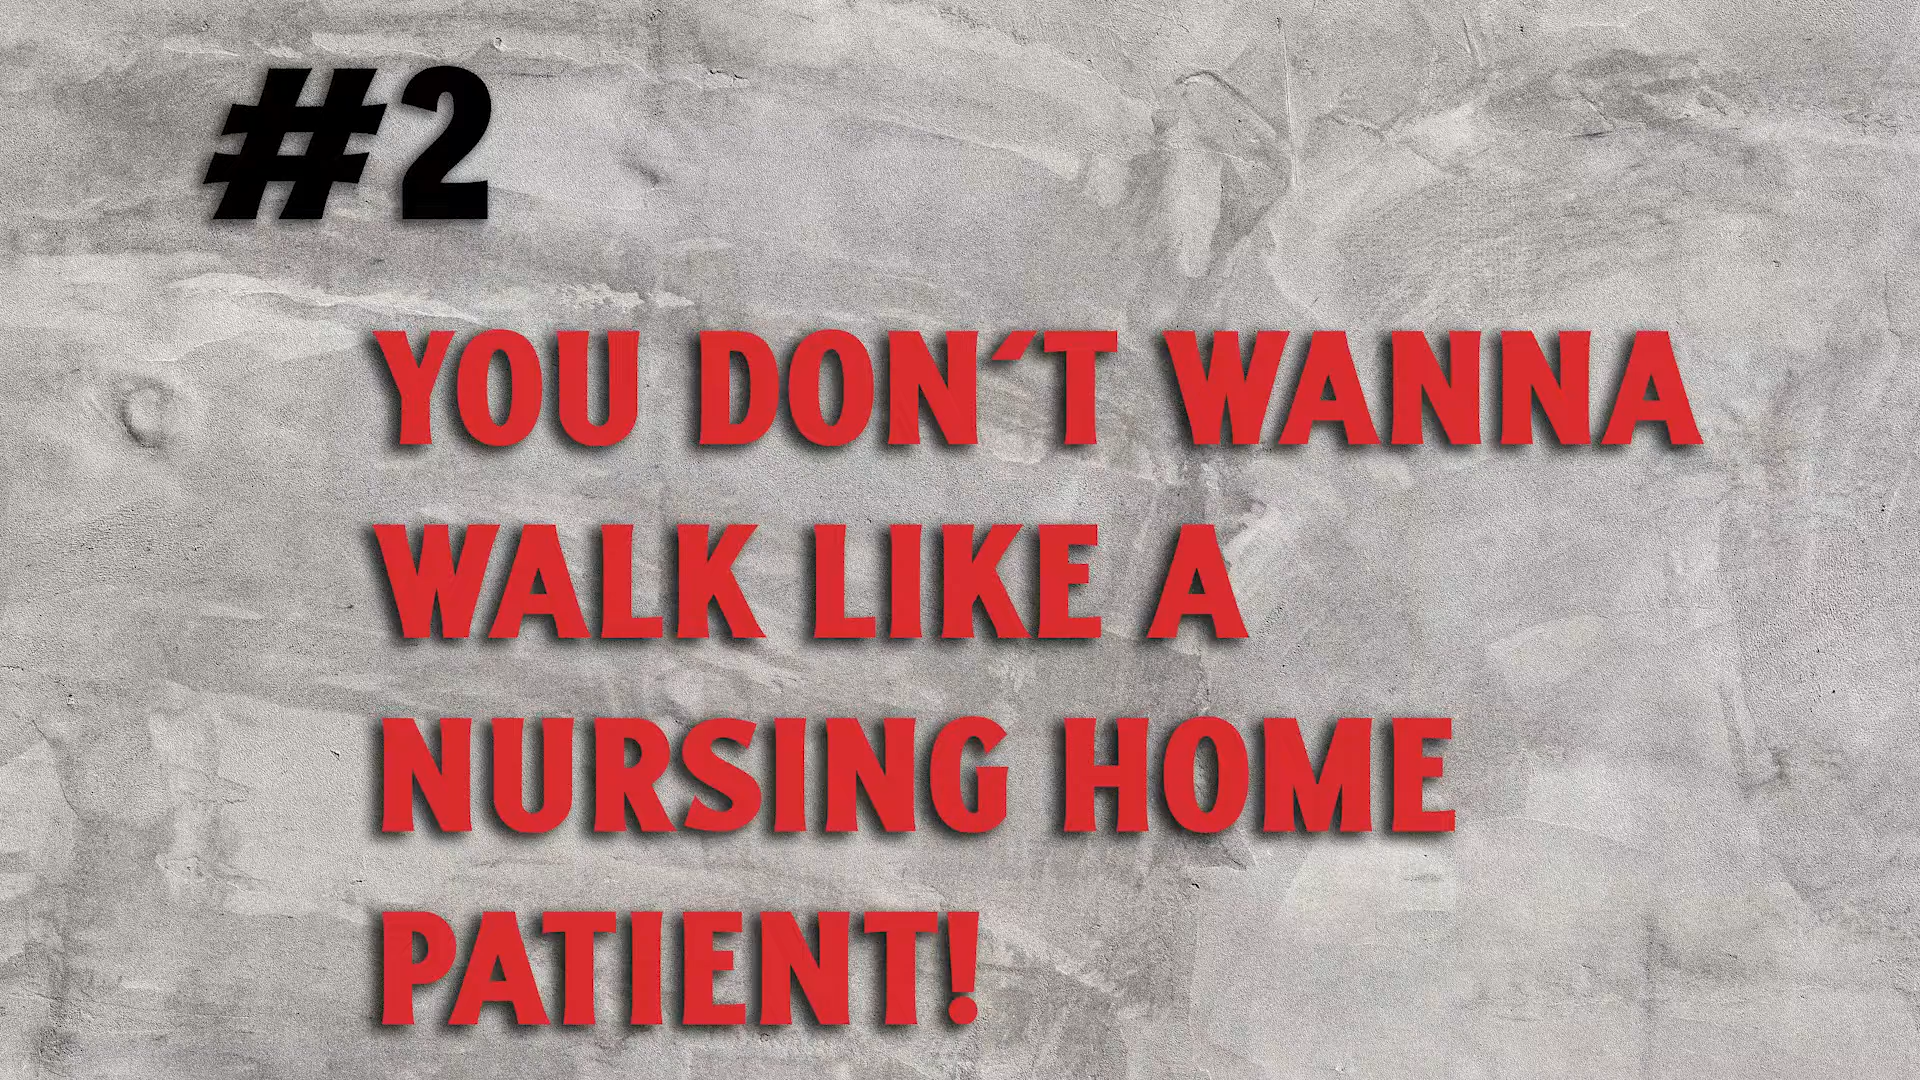 #2
YOU DON´T WANNA
WALK LIKE A
NURSING HOME
PATIENT!